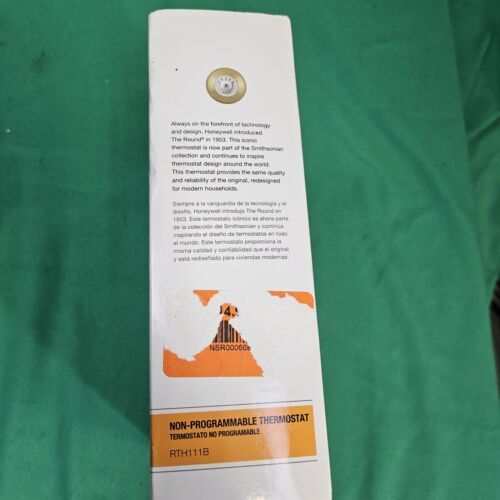 Always on the forefront of technology
and design, Honeywell introduced
The Round® in 1953. This iconic
thermostat is now part of the Smithsonian
collection and continues to inspire
thermostat design around the world.
This thermostat provides the same quality
and reliability of the original, redesigned
for modern households.
Siempre a la vanguardia de la tecnología y el
diseño, Honeywell introdujo The Round en
1953. Este termostato icónico es ahora parte
de la colección del Smithsonian y continúa
inspirando el diseño de termostatos en todo
el mundo. Este termostato proporciona la
misma calidad y confiabilidad que el original
y está rediseñado para viviendas modernas.
NSR000608
NON-PROGRAMMABLE THERMOSTAT
TERMOSTATO NO PROGRAMABLE
RTH111B